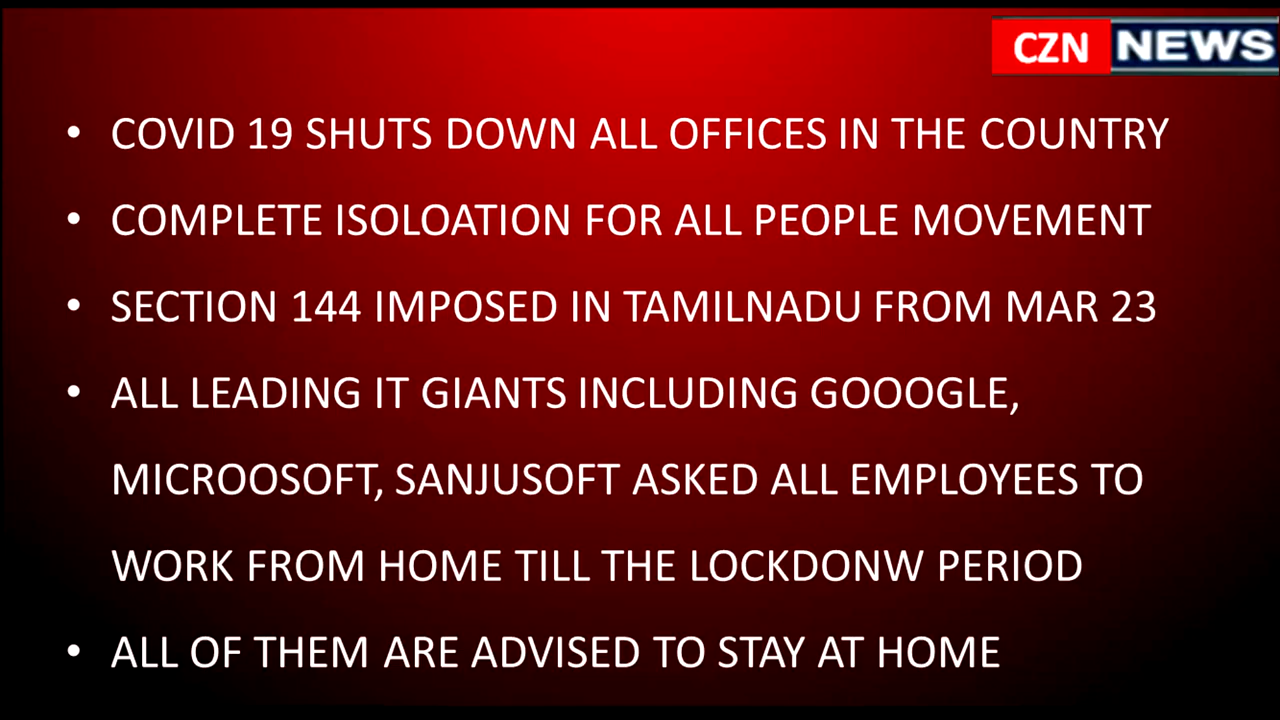 CZN NEWS
• COVID 19 SHUTS DOWN ALL OFFICES IN THE COUNTRY
• COMPLETE ISOLOATION FOR ALL PEOPLE MOVEMENT
• SECTION 144 IMPOSED IN TAMILNADU FROM MAR 23
• ALL LEADING IT GIANTS INCLUDING GOOOGLE,
MICROOSOFT, SANJUSOFT ASKED ALL EMPLOYEES TO
WORK FROM HOME TILL THE LOCKDONW PERIOD
• ALL OF THEM ARE ADVISED TO STAY AT HOME